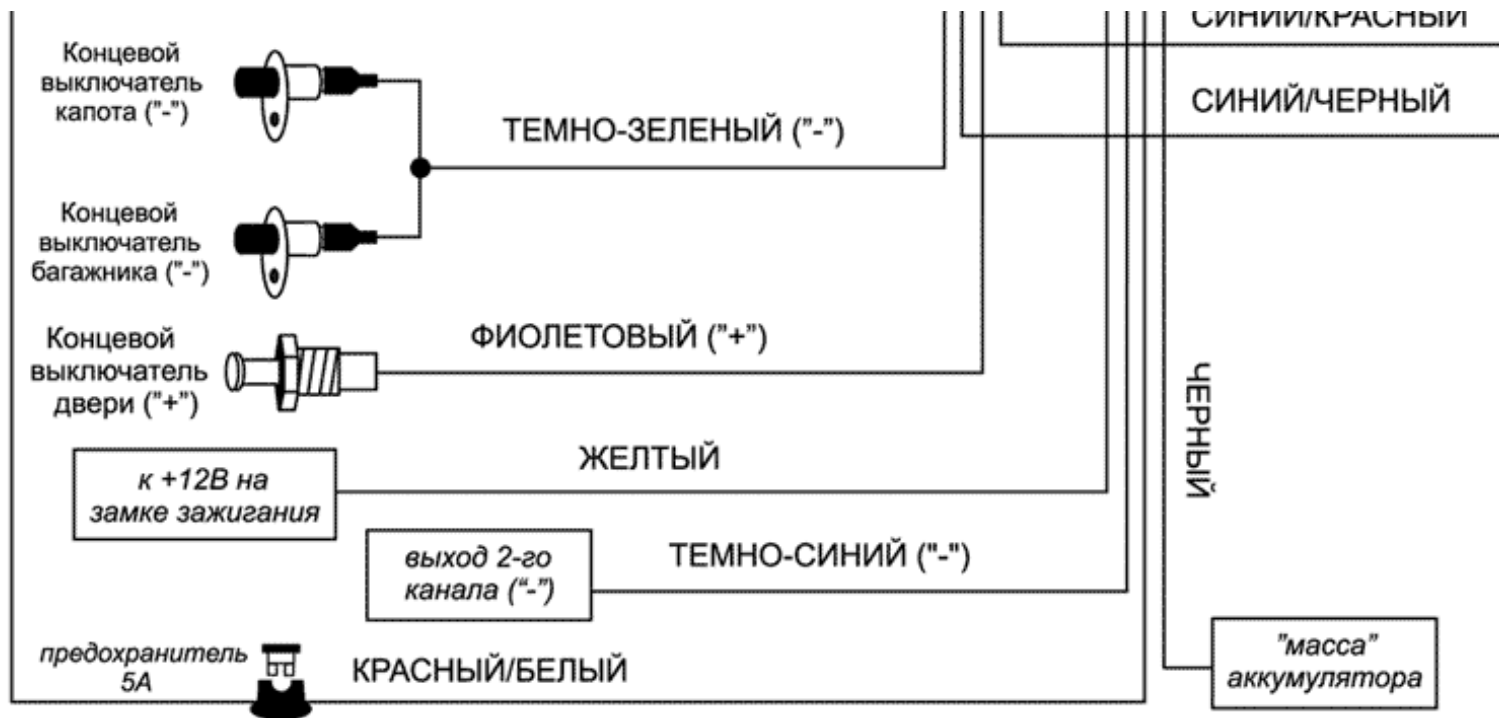 СИНИЙ/КРАСНЫЙ
Концевой
выключатель
капота ("-")
СИНИЙ/ЧЕРНЫЙ
ТЕМНО-ЗЕЛЕНЫЙ ("-")
Концевой
выключатель
багажника ("-")
ФИОЛЕТОВЫЙ ("+")
Концевой
выключатель
двери ("+")
ЧЕРНЫЙ
ЖЕЛТЫЙ
к +12В на
замке зажигания
ТЕМНО-СИНИЙ ("-")
выход 2-го
канала ("-")
"масса"
аккумулятора
предохранитель
5А
КРАСНЫЙ/БЕЛЫЙ